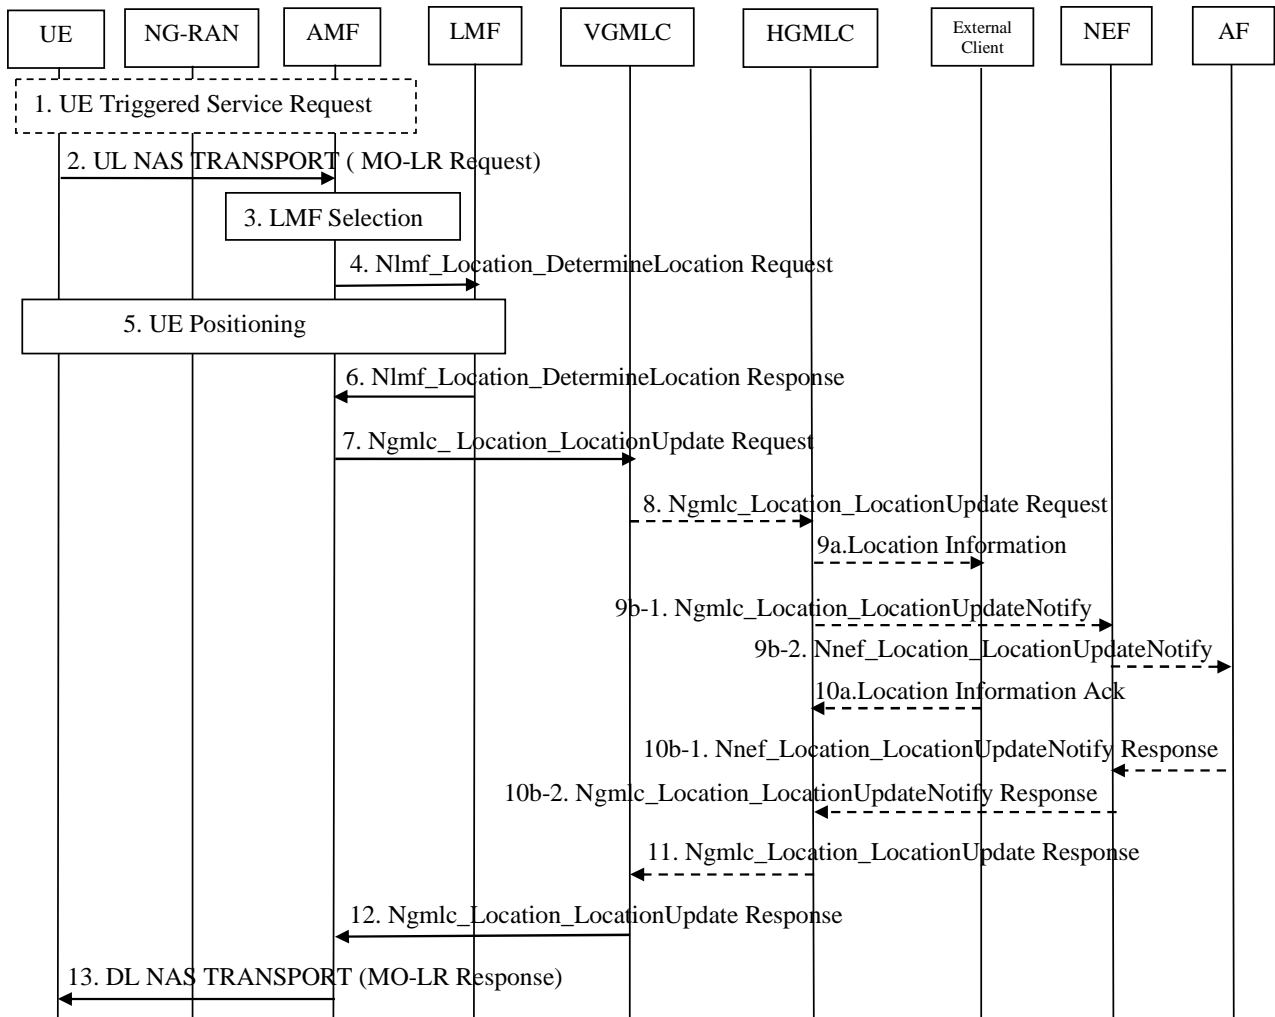 UE
NG-RAN
AMF
LMF
VGMLC
HGMLC
External
Client
NEF
AF
1. UE Triggered Service Request
2. UL NAS TRANSPORT ( MO-LR Request)
3. LMF Selection
4. Nlmf_Location_DetermineLocation Request
5. UE Positioning
6. Nlmf_Location_DetermineLocation Response
7. Ngmlc_ Location_LocationUpdate Request
8. Ngmlc_Location_LocationUpdate Request
9a.Location Information
9b-1. Ngmlc_Location_LocationUpdateNotify
9b-2. Nnef_Location_LocationUpdateNotify
10a.Location Information Ack
10b-1. Nnef_Location_LocationUpdateNotify Response
10b-2. Ngmlc_Location_LocationUpdateNotify Response
11. Ngmlc_Location_LocationUpdate Response
12. Ngmlc_Location_LocationUpdate Response
13. DL NAS TRANSPORT (MO-LR Response)